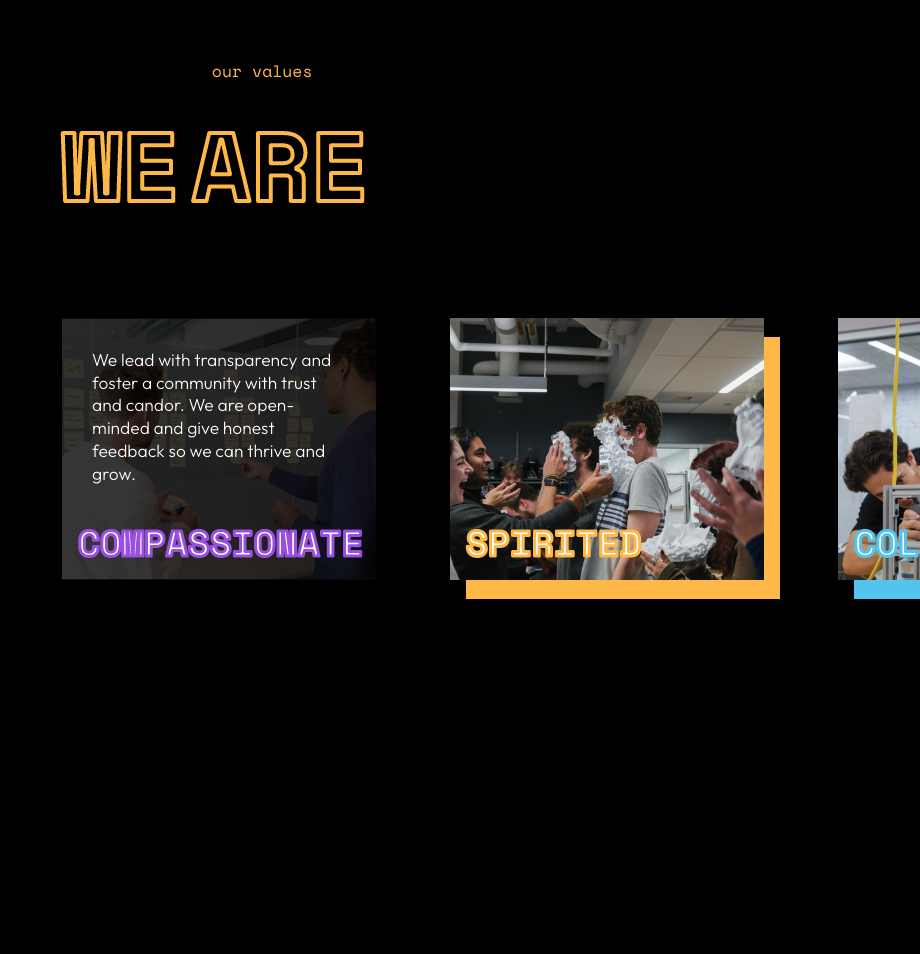 our values
WE ARE
We lead with transparency and
foster a community with trust
and candor. We are open-
minded and give honest
feedback so we can thrive and
grow.
COMPASSIONATE
SPIRITED
COL